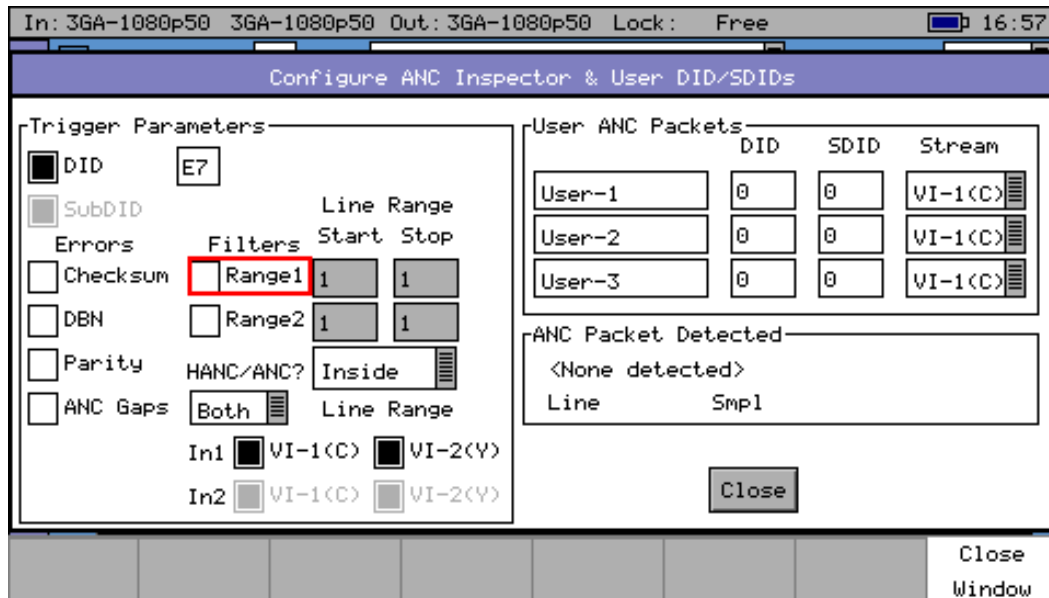 In: 3GA-1080p50 3GA-1080p50 Out: 3GA-1080p50 Lock: Free 16:57
Configure ANC Inspector & User DID/SDIDs
Trigger Parameters
DID E7
SubDID
Line Range
Errors Filters Start Stop
Checksum Range1 1 1
DBN Range2 1 1
Parity HANC/ANC? Inside
ANC Gaps Both Line Range
In1 VI-1(C) VI-2(Y)
In2 VI-1(C) VI-2(Y)
User ANC Packets
DID SDID Stream
User-1 0 0 VI-1(C)
User-2 0 0 VI-1(C)
User-3 0 0 VI-1(C)
ANC Packet Detected
<None detected>
Line Smpl
Close
Close
Window